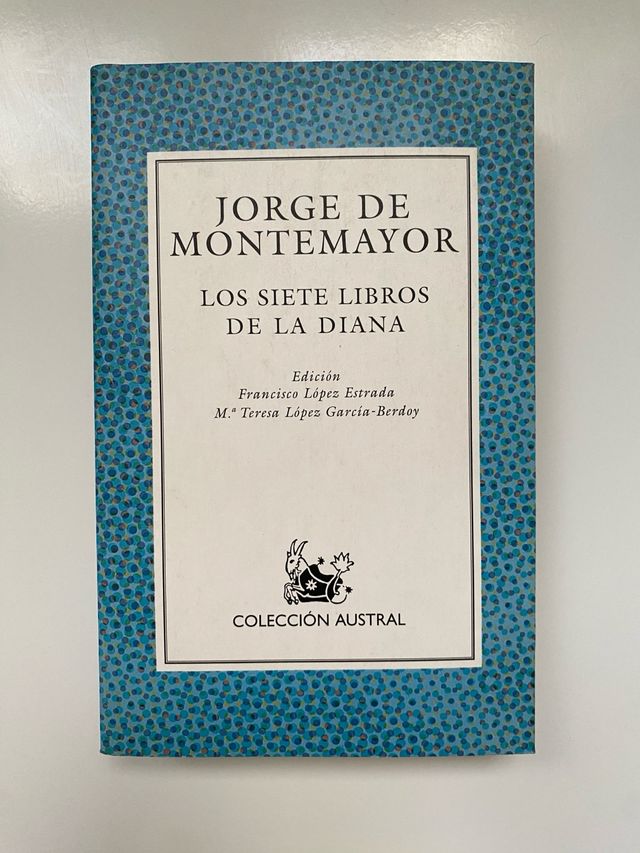 JORGE DE
MONTEMAYOR
LOS SIETE LIBROS
DE LA DIANA
Edición
Francisco López Estrada
M.ª Teresa López García-Berdoy
COLECCIÓN AUSTRAL